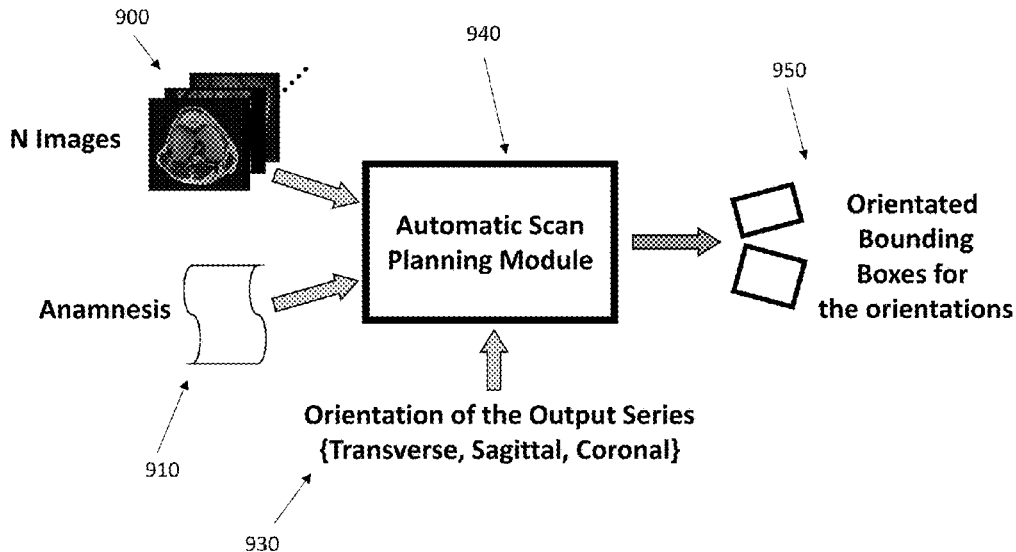 900
940
950
N Images
Automatic Scan
Planning Module
Orientated
Bounding
Boxes for
the orientations
Anamnesis
Orientation of the Output Series
{Transverse, Sagittal, Coronal}
910
930